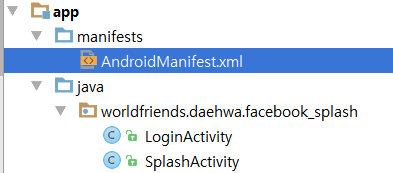 app
manifests
AndroidManifest.xml
java
worldfriends.daehwa.facebook_splash
LoginActivity
SplashActivity